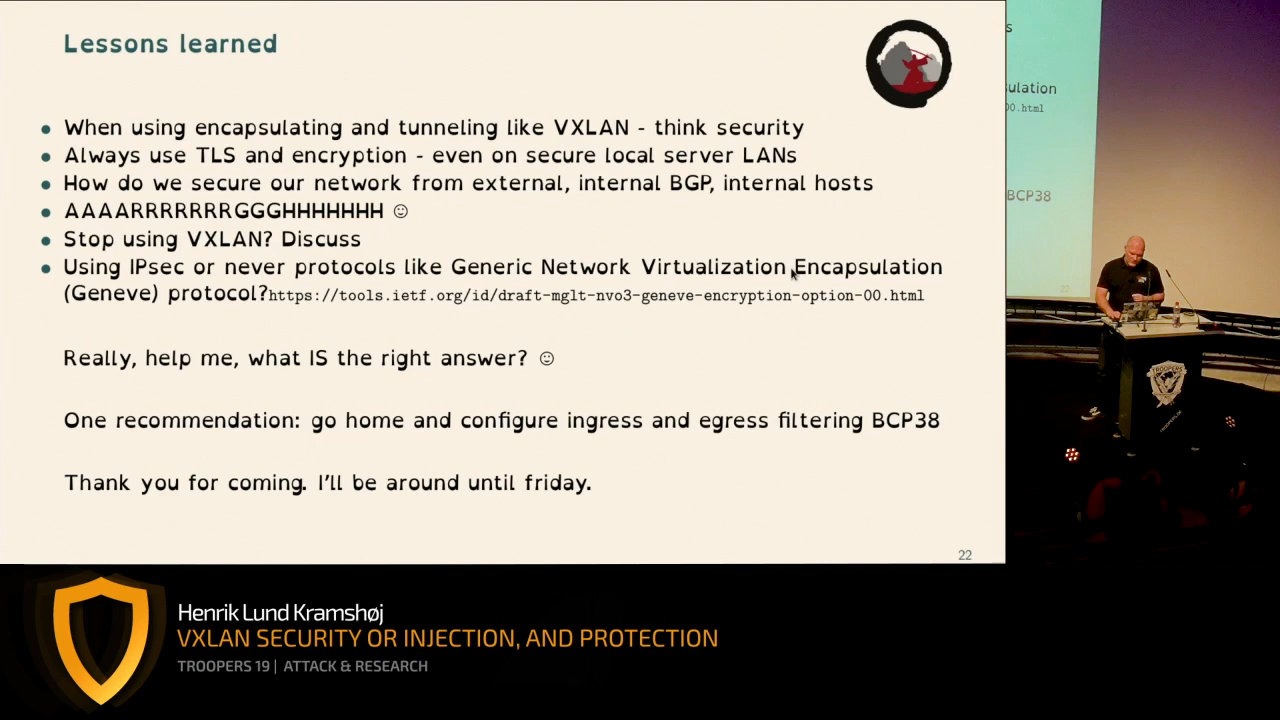 Lessons learned
● When using encapsulating and tunneling like VXLAN - think security
● Always use TLS and encryption - even on secure local server LANs
● How do we secure our network from external, internal BGP, internal hosts
● AAAARRRRRRRGGGHHHHHHH ☺
● Stop using VXLAN? Discuss
● Using IPsec or never protocols like Generic Network Virtualization Encapsulation
(Geneve) protocol?https://tools.ietf.org/id/draft-mglt-nvo3-geneve-encryption-option-00.html
Really, help me, what IS the right answer? ☺
One recommendation: go home and configure ingress and egress filtering BCP38
Thank you for coming. I'll be around until friday.
22
s
ulation
00.html
BCP38
22
TROOPERS
Henrik Lund Kramshøj
VXLAN SECURITY OR INJECTION, AND PROTECTION
TROOPERS 19 | ATTACK & RESEARCH